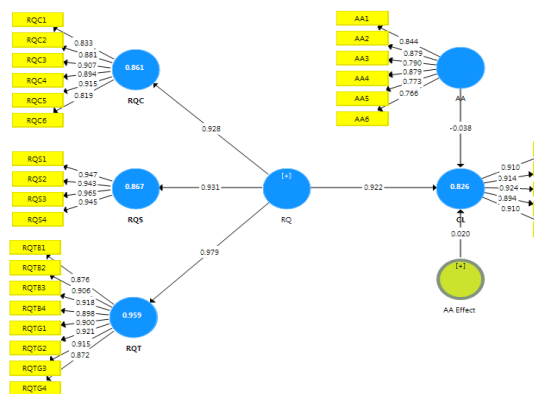 RQC1
RQC2
RQC3
RQC4
RQC5
RQC6
0.833
0.881
0.907
0.894
0.915
0.819
0.861
RQC
AA1
AA2
AA3
AA4
AA5
AA6
0.844
0.879
0.790
0.879
0.773
0.766
AA
0.928
-0.038
RQS1
RQS2
RQS3
RQS4
0.947
0.943
0.965
0.945
0.867
RQS
0.931
[+]
RQ
0.922
0.826
CL
0.910
0.914
0.924
0.894
0.910
0.020
[+]
AA Effect
0.979
RQTB1
RQTB2
RQTB3
RQTB4
RQTG1
RQTG2
RQTG3
RQTG4
0.876
0.906
0.918
0.898
0.900
0.921
0.915
0.872
0.959
RQT